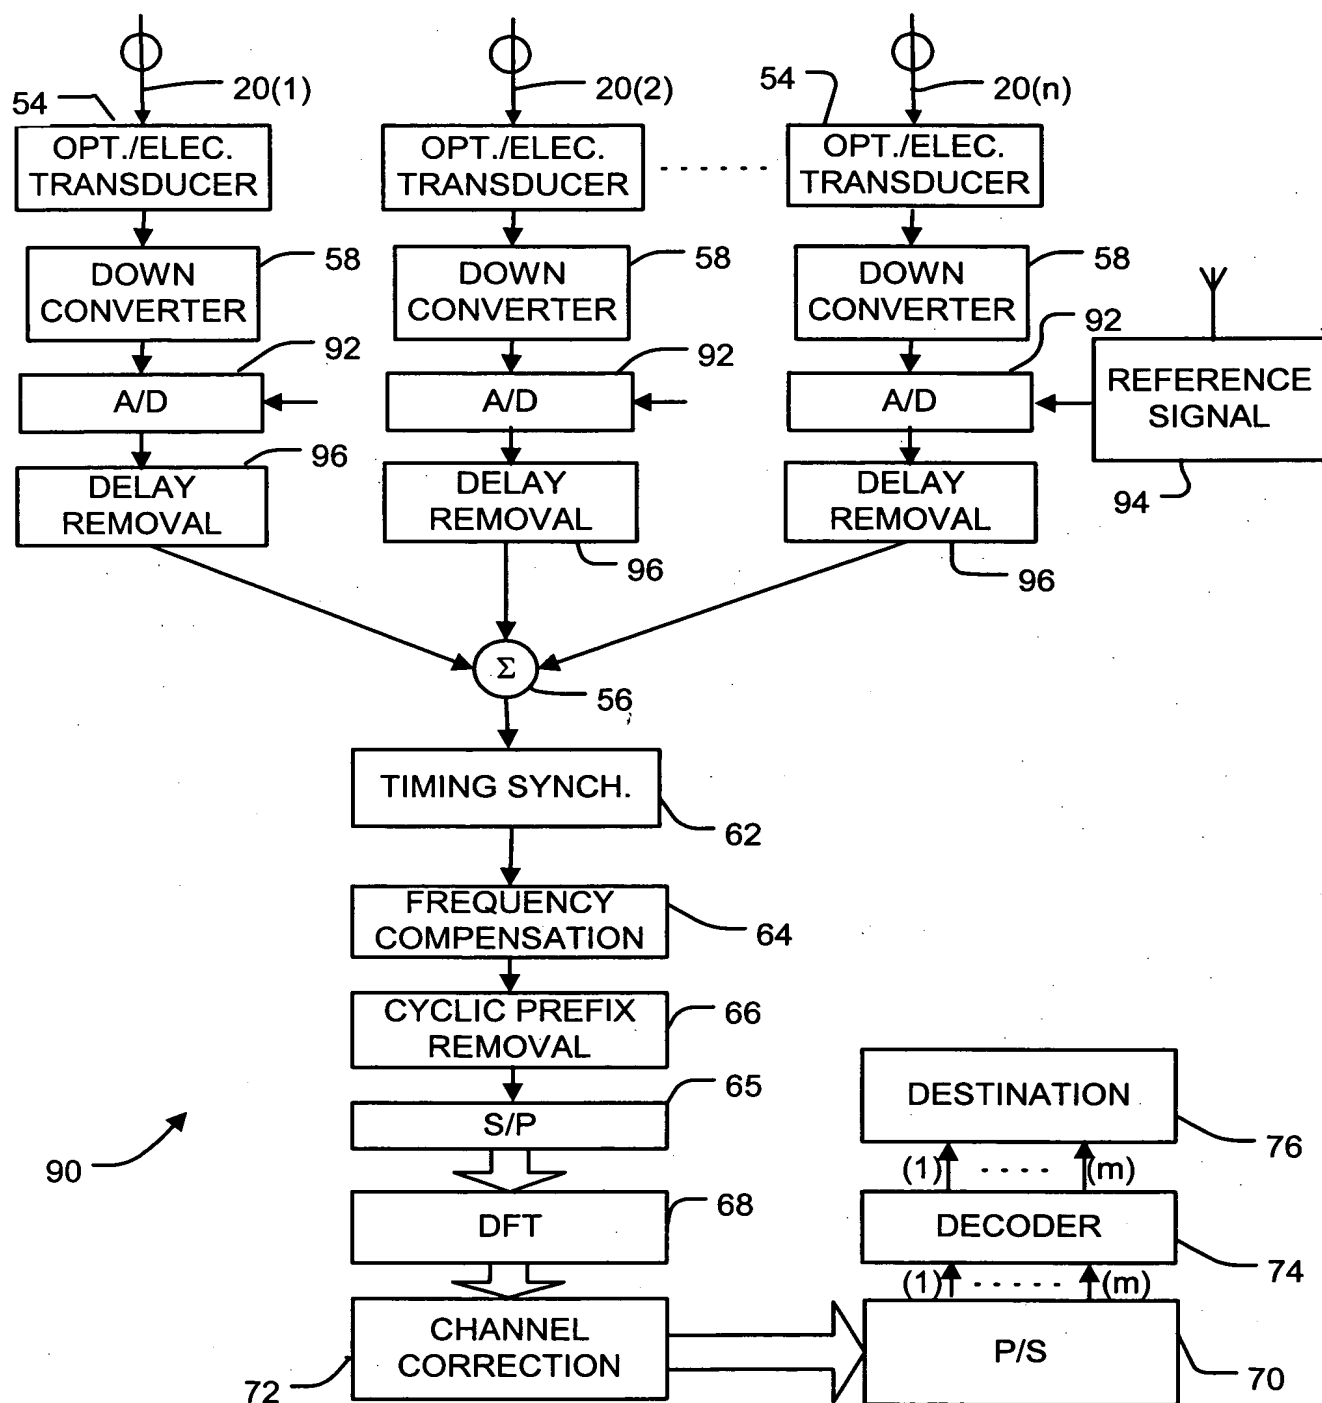 20(1) 20(2) 20(n)
54 54
OPT./ELEC. TRANSDUCER
OPT./ELEC. TRANSDUCER
OPT./ELEC. TRANSDUCER
58 58 58
DOWN CONVERTER
DOWN CONVERTER
DOWN CONVERTER
92 92 92
A/D A/D A/D
REFERENCE SIGNAL
94
96
DELAY REMOVAL
DELAY REMOVAL
DELAY REMOVAL
96 96
Σ
56
TIMING SYNCH.
62
FREQUENCY COMPENSATION
64
CYCLIC PREFIX REMOVAL
66
65
S/P
90
DFT
68
CHANNEL CORRECTION
72
DESTINATION
76
(1) (m)
DECODER
74
(1) (m)
P/S
70